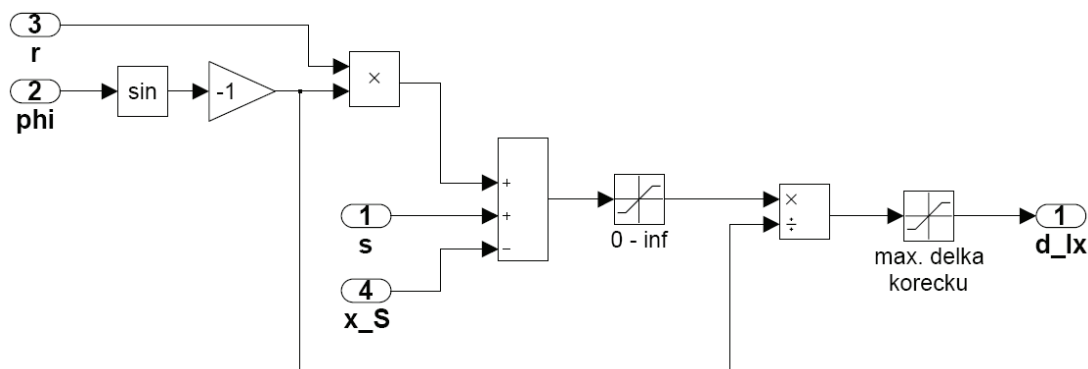 3
r
2
phi
sin
-1
×
+
+
−
1
s
4
x_S
0 - inf
×
÷
max. delka
korecku
1
d_lx